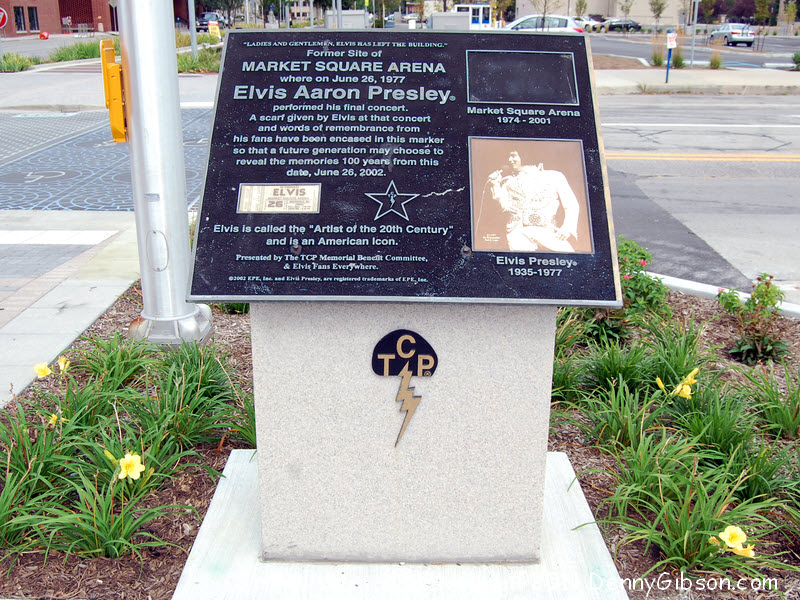 "LADIES AND GENTLEMEN, ELVIS HAS LEFT THE BUILDING."
Former Site of
MARKET SQUARE ARENA
where on June 26, 1977
Elvis Aaron Presley®
performed his final concert.
A scarf given by Elvis at that concert
and words of remembrance from
his fans have been encased in this marker
so that a future generation may choose to
reveal the memories 100 years from this
date, June 26, 2002.
Market Square Arena
1974 - 2001
ELVIS
26
Elvis is called the "Artist of the 20th Century"
and is an American Icon.
Presented by The TCP Memorial Benefit Committee,
& Elvis Fans Everywhere.
©2002 EPE, Inc. and Elvis Presley, are registered trademarks of EPE, Inc.
Elvis Presley®
1935-1977
TCP®
DennyGibson.com